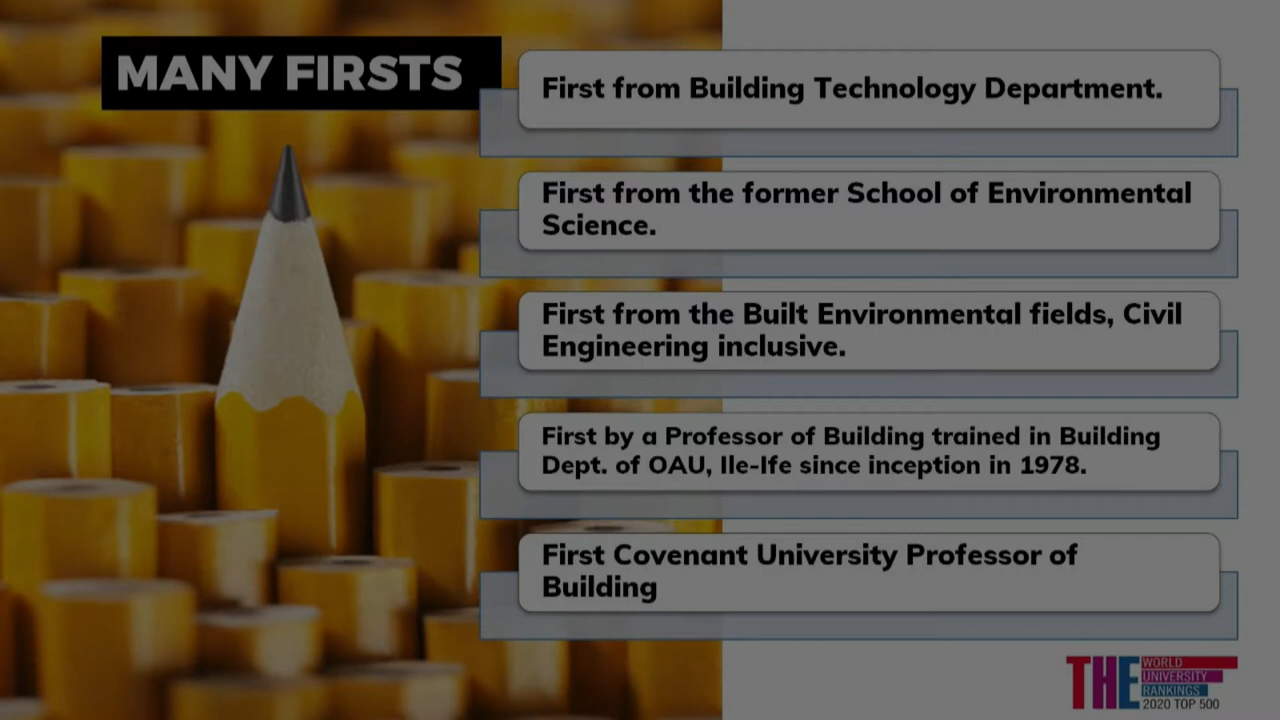 MANY FIRSTS
First from Building Technology Department.
First from the former School of Environmental
Science.
First from the Built Environmental fields, Civil
Engineering inclusive.
First by a Professor of Building trained in Building
Dept. of OAU, Ile-Ife since inception in 1978.
First Covenant University Professor of
Building
THE
WORLD
UNIVERSITY
RANKINGS
2020 TOP 500